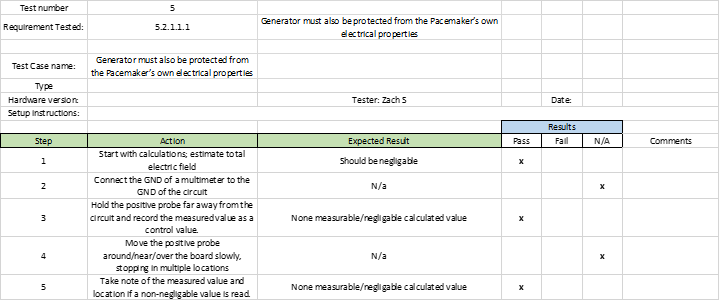 Test number 5
Requirement Tested: 5.2.1.1.1 Generator must also be protected from the Pacemaker's own
electrical properties
Test Case name: Generator must also be protected from
the Pacemaker's own electrical properties
Type
Hardware version: Tester: Zach S Date:
Setup Instructions:
Results
Step Action Expected Result Pass Fail N/A Comments
1 Start with calculations; estimate total
electric field Should be negligible x
2 Connect the GND of a multimeter to the
GND of the circuit N/a x
3 Hold the positive probe far away from the
circuit and record the measured value as a
control value. None measurable/negligible calculated value x
4 Move the positive probe
around/near/over the board slowly,
stopping in multiple locations N/a x
5 Take note of the measured value and
location if a non-negligible value is read. None measurable/negligible calculated value x